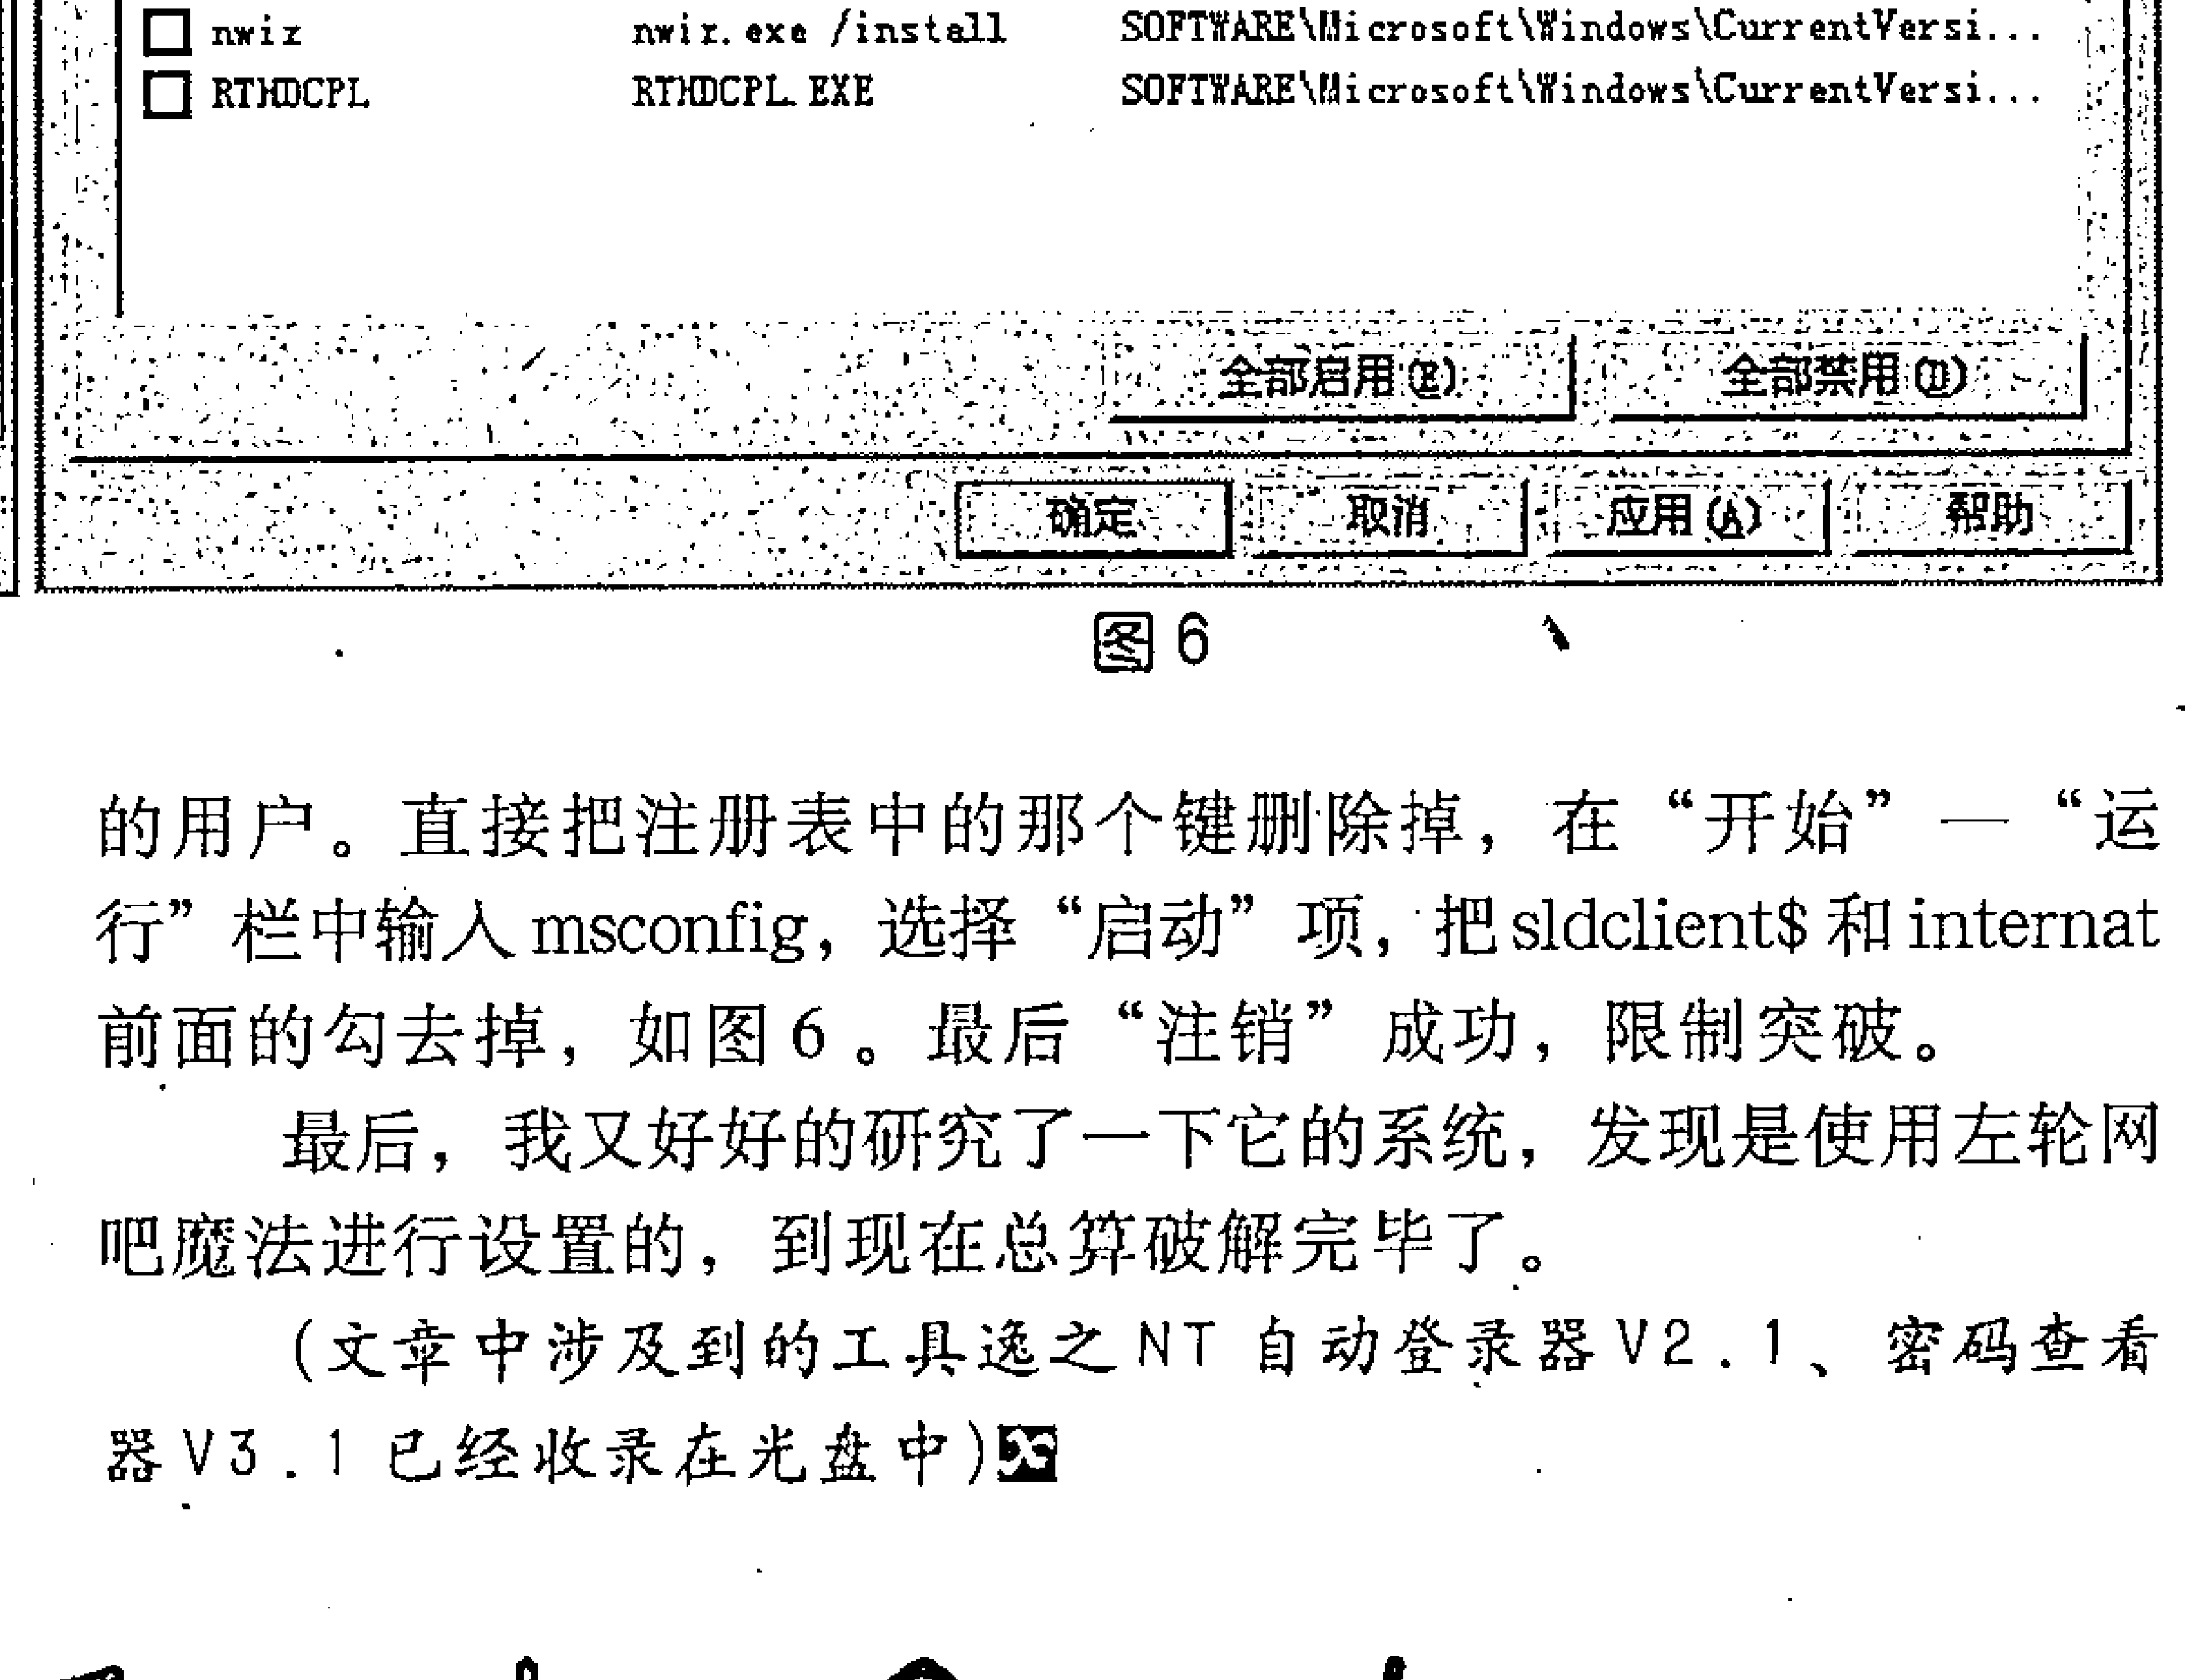 nwiz nwiz.exe /install SOFTWARE\Microsoft\Windows\CurrentVersi...
RTHDCPL RTHDCPL.EXE SOFTWARE\Microsoft\Windows\CurrentVersi...
全部启用(E) 全部禁用(D)
确定 取消 应用(A) 帮助
图6
的用户。直接把注册表中的那个键删除掉，在“开始”—“运
行”栏中输入msconfig，选择“启动”项，把sldclient$和internat
前面的勾去掉，如图6。最后“注销”成功，限制突破。
最后，我又好好的研究了一下它的系统，发现是使用左轮网
吧魔法进行设置的，到现在总算破解完毕了。
(文章中涉及到的工具逸之NT自动登录器V2.1、密码查看
器V3.1已经收录在光盘中)